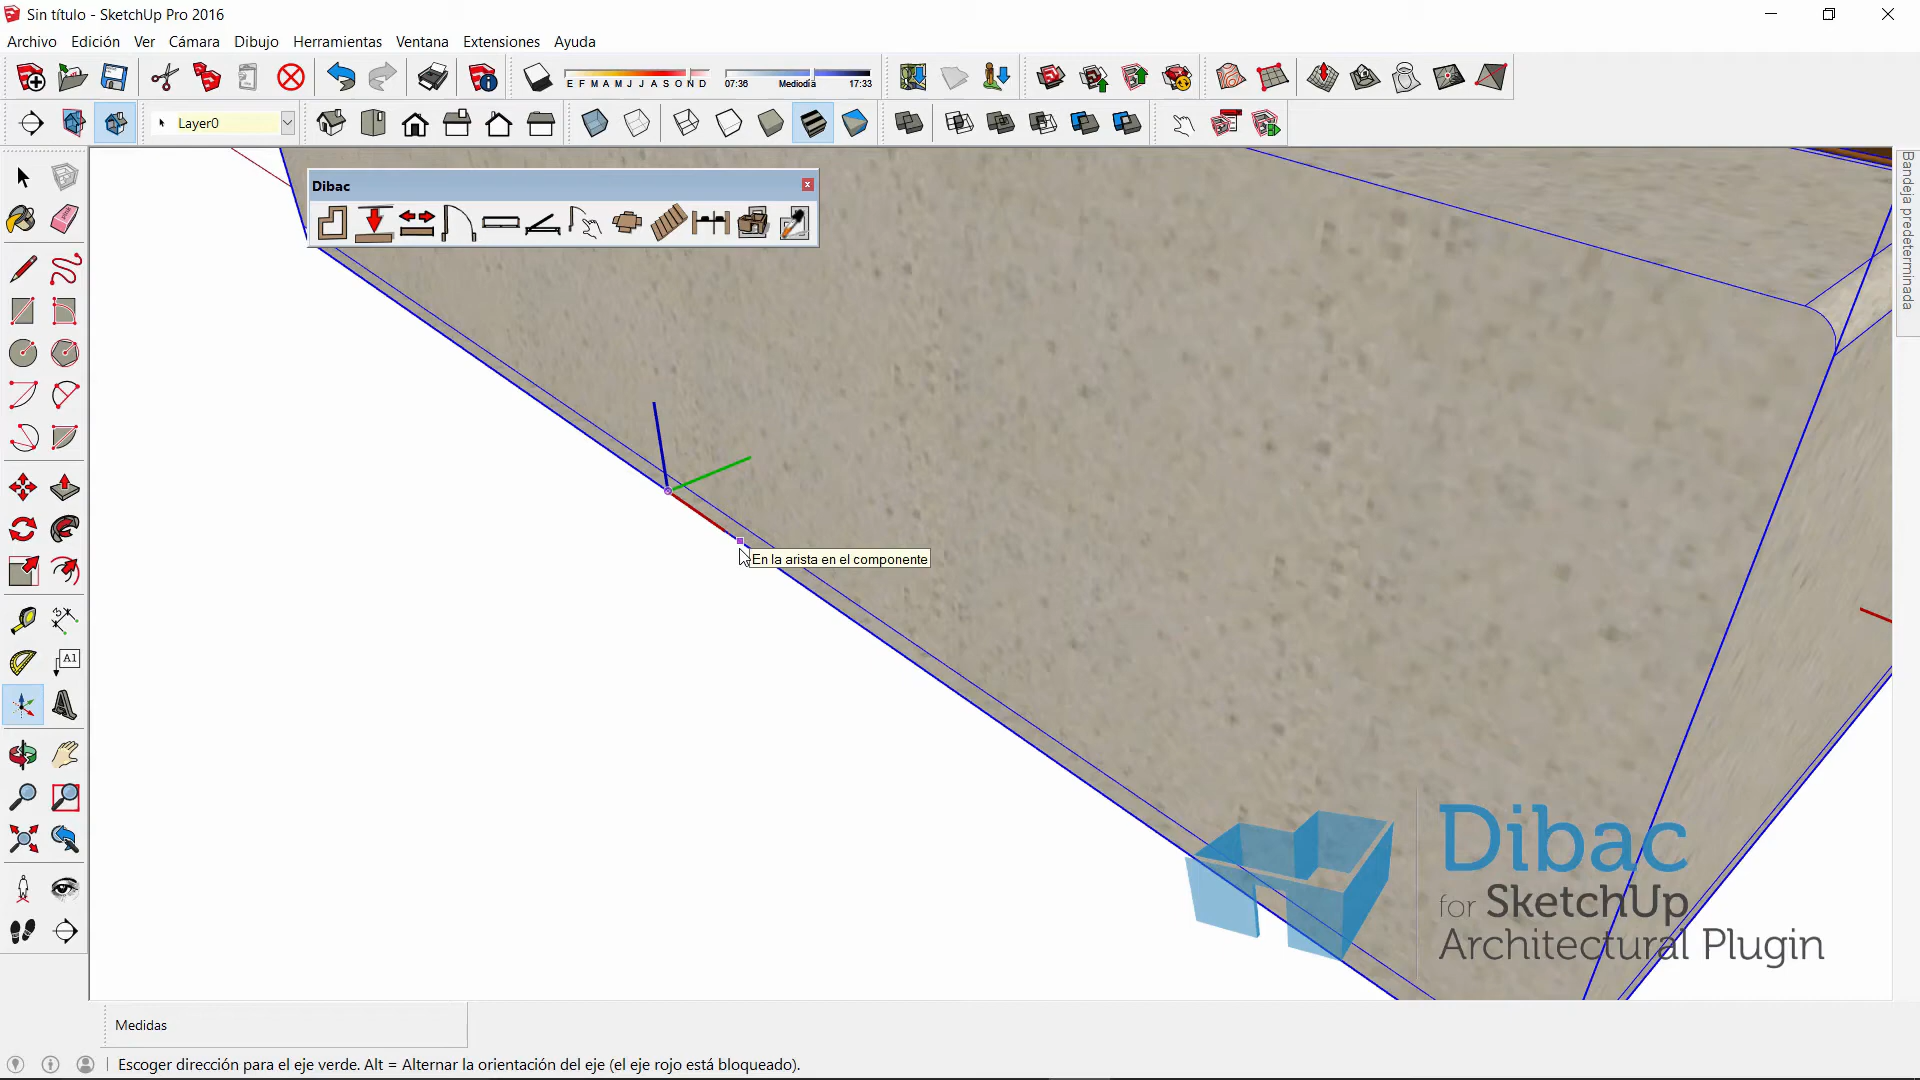 Sin título - SketchUp Pro 2016
Archivo Edición Ver Cámara Dibujo Herramientas Ventana Extensiones Ayuda
E F M A M J J A S O N D
07:36 Mediodía 17:33
Layer0
Dibac
Bandeja predeterminada
A1
En la arista en el componente
Dibac
for SketchUp
Architectural Plugin
Medidas
Escoger dirección para el eje verde. Alt = Alternar la orientación del eje (el eje rojo está bloqueado).